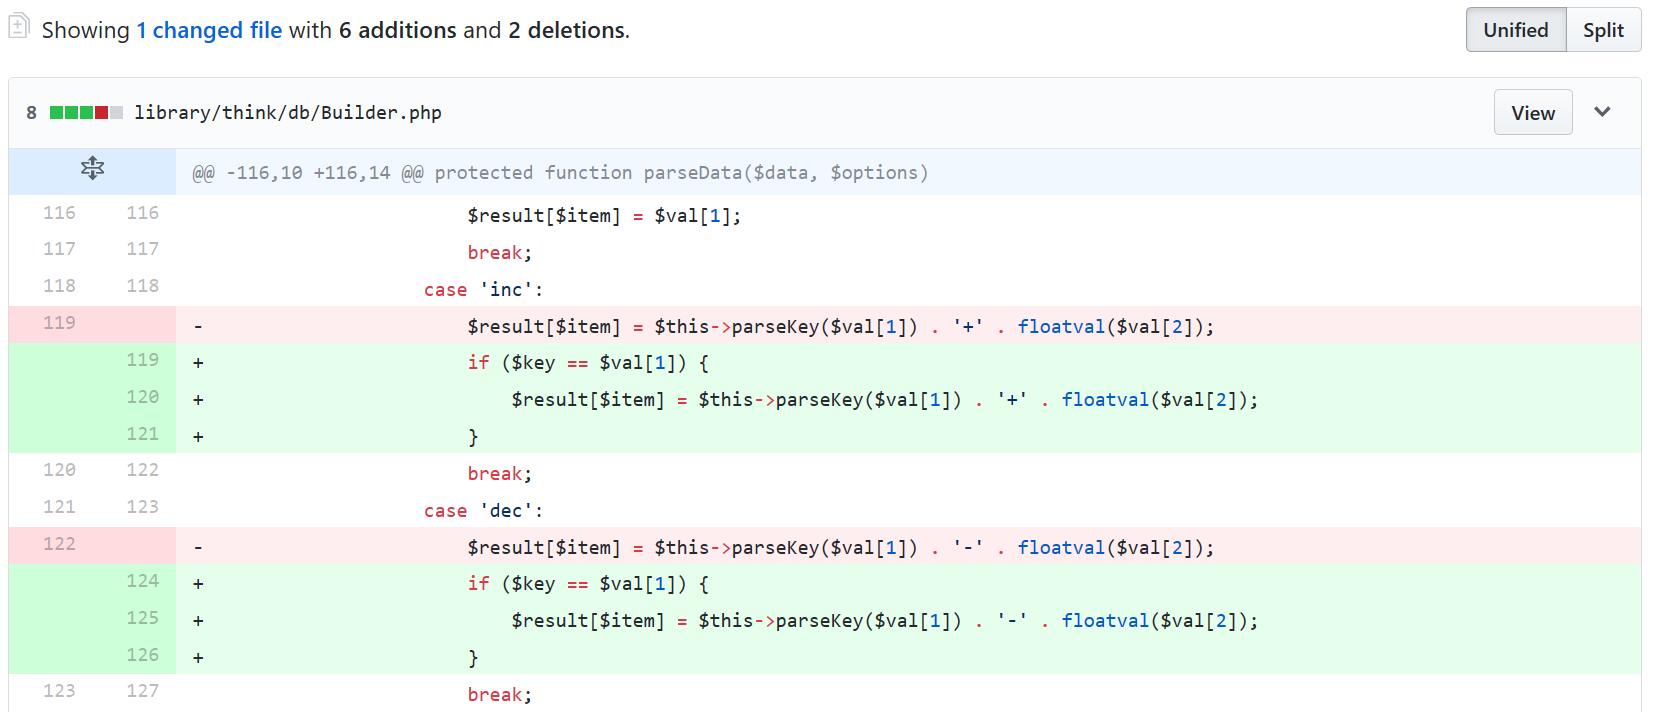 Showing 1 changed file with 6 additions and 2 deletions.
Unified Split
8 library/think/db/Builder.php
View
@@ -116,10 +116,14 @@ protected function parseData($data, $options)
116 116 $result[$item] = $val[1];
117 117 break;
118 118 case 'inc':
119 - $result[$item] = $this->parseKey($val[1]) . '+' . floatval($val[2]);
119 + if ($key == $val[1]) {
120 + $result[$item] = $this->parseKey($val[1]) . '+' . floatval($val[2]);
121 + }
120 122 break;
121 123 case 'dec':
122 - $result[$item] = $this->parseKey($val[1]) . '-' . floatval($val[2]);
124 + if ($key == $val[1]) {
125 + $result[$item] = $this->parseKey($val[1]) . '-' . floatval($val[2]);
126 + }
123 127 break;